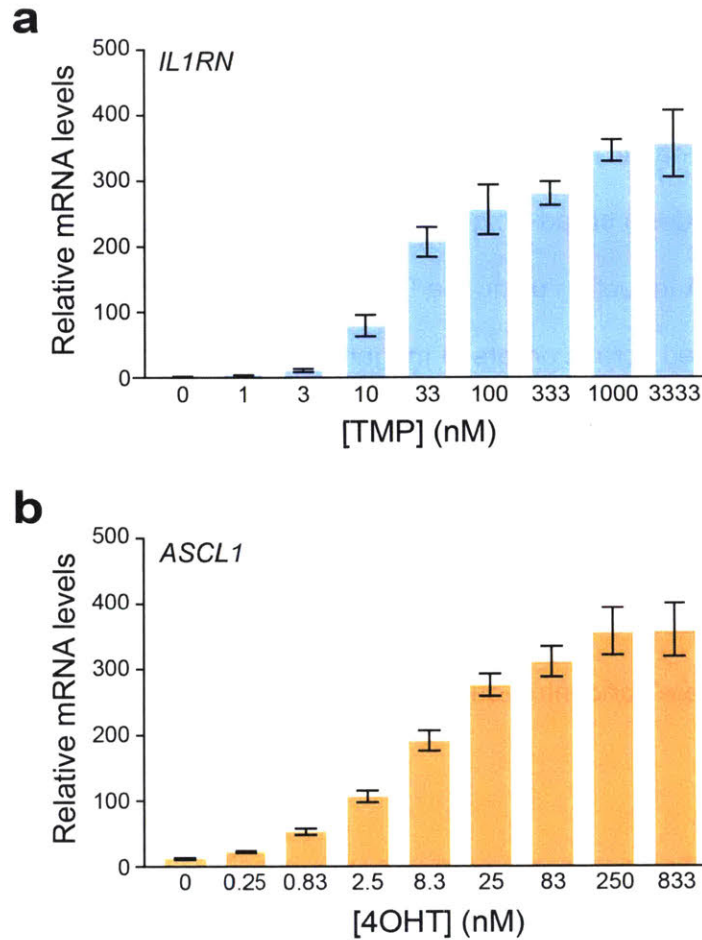 a
500
IL1RN
400
300
200
100
0
Relative mRNA levels
0 1 3 10 33 100 333 1000 3333
[TMP] (nM)
b
500
ASCL1
400
300
200
100
0
Relative mRNA levels
0 0.25 0.83 2.5 8.3 25 83 250 833
[4OHT] (nM)